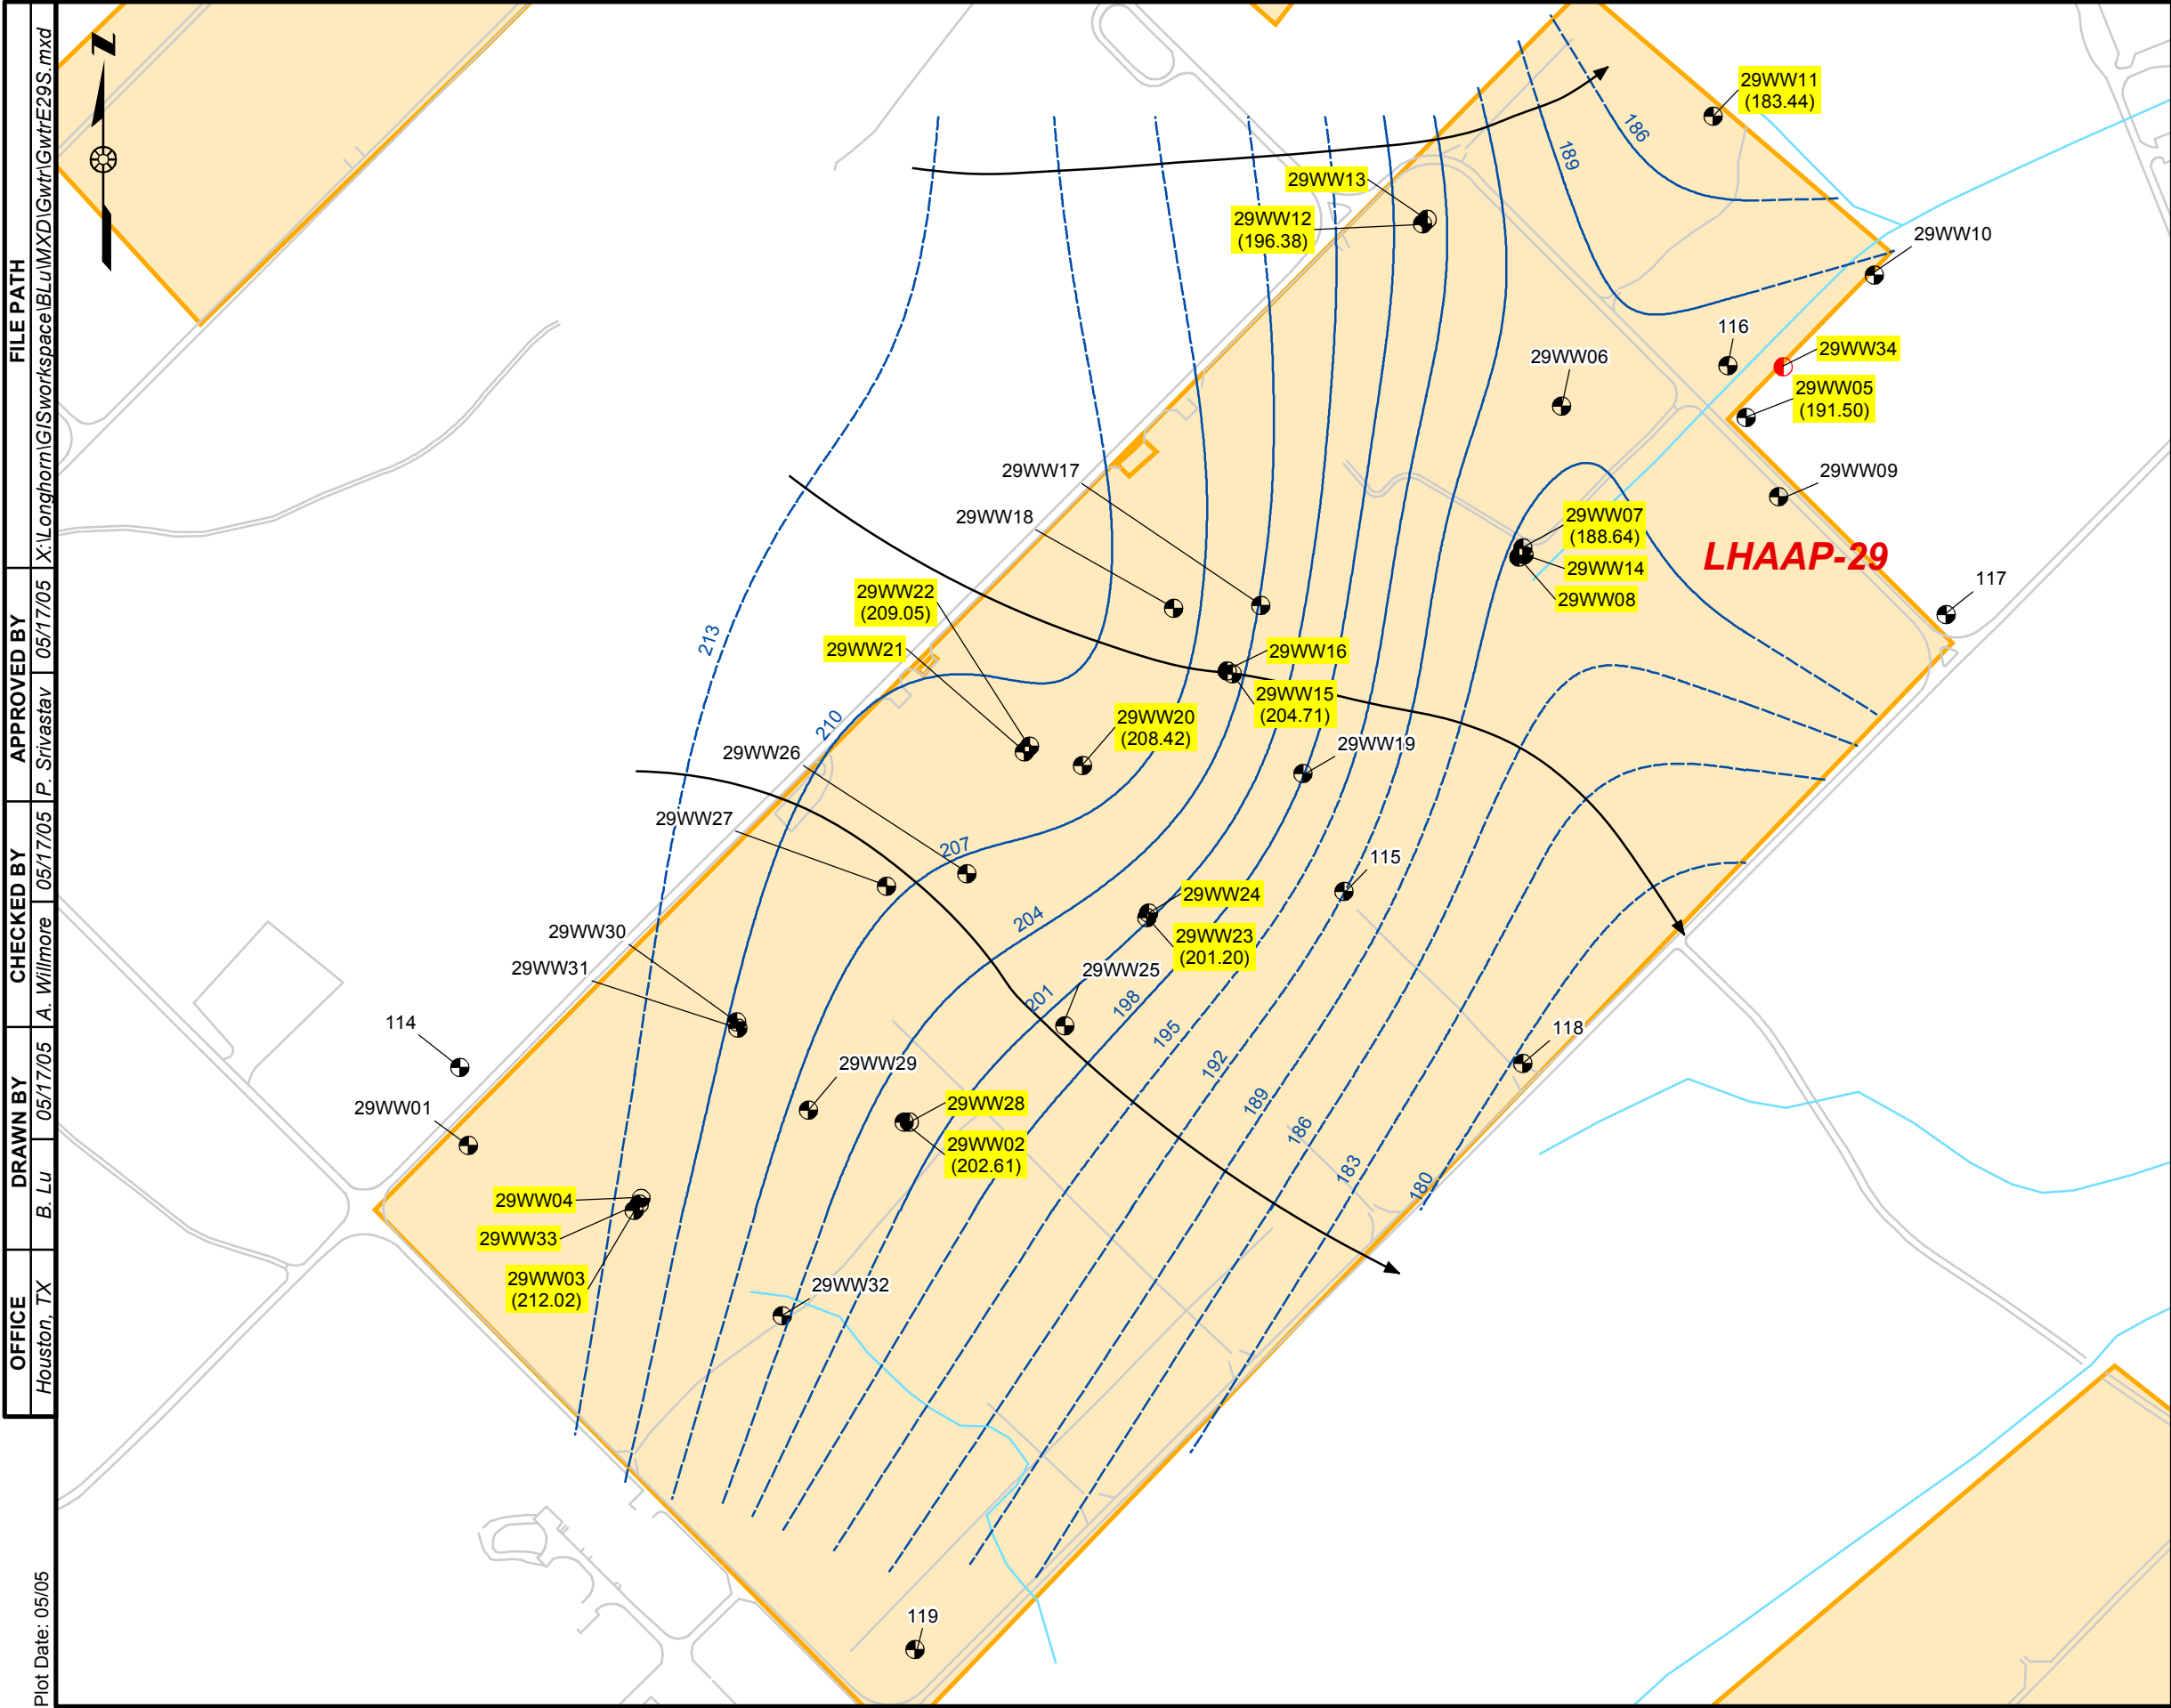 FILE PATH
X:\Longhorn\GISworkspace\BLu\MXD\Gwtr\GwtrE29S.mxd
APPROVED BY
P. Srivastav 05/17/05
CHECKED BY
A. Willmore 05/17/05
DRAWN BY
B. Lu 05/17/05
OFFICE
Houston, TX
Plot Date: 05/05
N
29WW11
(183.44)
186
189
29WW13
29WW12
(196.38)
29WW10
116
29WW06
29WW34
29WW05
(191.50)
29WW17
29WW09
29WW18
29WW07
(188.64)
LHAAP-29
29WW14
29WW08
117
29WW22
(209.05)
213
29WW21
29WW16
29WW15
(204.71)
210
29WW20
(208.42)
29WW26
29WW19
29WW27
207
115
29WW24
204
29WW30
29WW23
(201.20)
29WW31
29WW25
201
198
114
195
118
29WW29
192
29WW01
29WW28
189
29WW02
(202.61)
186
183
180
29WW04
29WW33
29WW03
(212.02)
29WW32
119